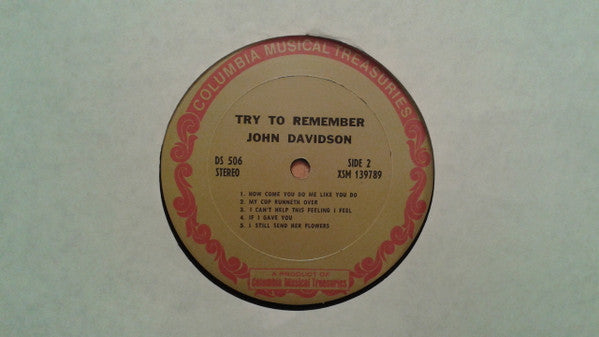 COLUMBIA MUSICAL TREASURIES
TRY TO REMEMBER
JOHN DAVIDSON
DS 506 SIDE 2
STEREO XSM 139789
1. HOW COME YOU DO ME LIKE YOU DO
2. MY CUP RUNNETH OVER
3. I CAN'T HELP THIS FEELING I FEEL
4. IF I GAVE YOU
5. I STILL SEND HER FLOWERS
A PRODUCT OF
Columbia Musical Treasuries